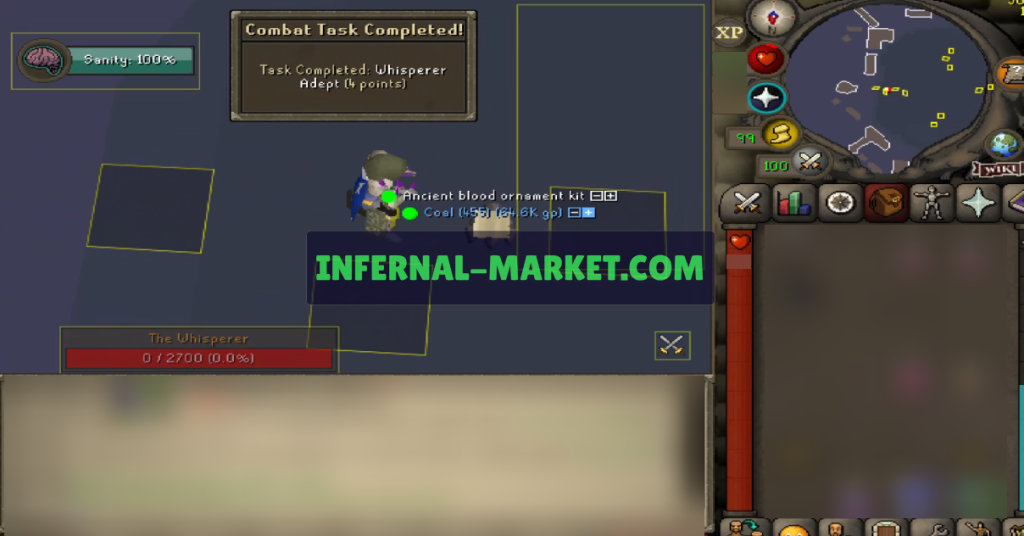 Combat Task Completed!
XP
Sanity: 100%
Task Completed: Whisperer
Adept (4 points)
N
99
100
WIKI
Ancient blood ornament kit
Coal (455) (64.6K gp)
INFERNAL-MARKET.COM
The Whisperer
0 / 2700 (0.0%)